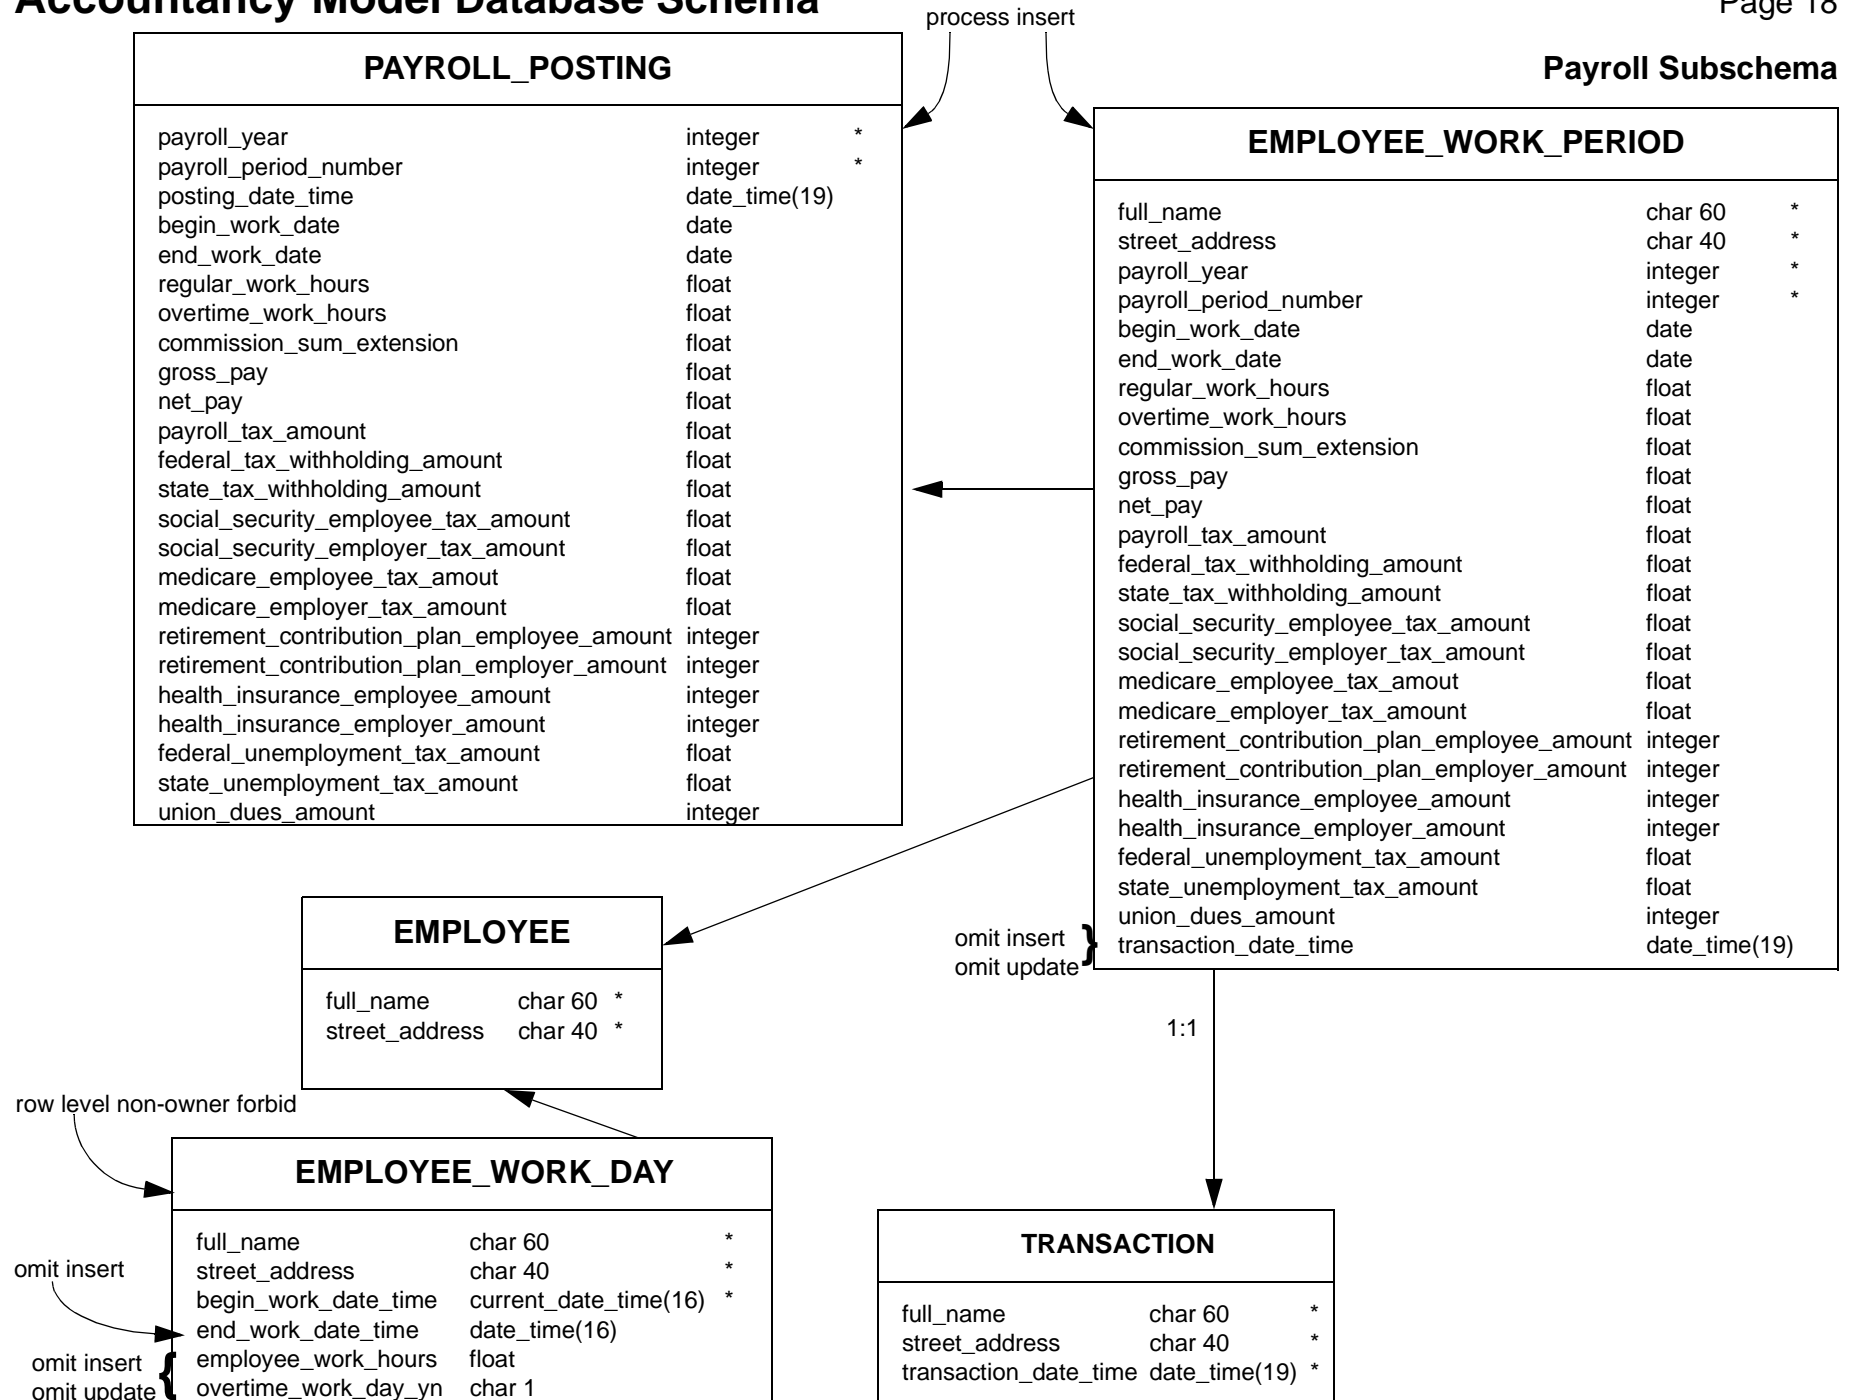 Accountancy Model Database Schema
Page 18
process insert
Payroll Subschema
PAYROLL_POSTING
payroll_year integer *
payroll_period_number integer *
posting_date_time date_time(19)
begin_work_date date
end_work_date date
regular_work_hours float
overtime_work_hours float
commission_sum_extension float
gross_pay float
net_pay float
payroll_tax_amount float
federal_tax_withholding_amount float
state_tax_withholding_amount float
social_security_employee_tax_amount float
social_security_employer_tax_amount float
medicare_employee_tax_amout float
medicare_employer_tax_amount float
retirement_contribution_plan_employee_amount integer
retirement_contribution_plan_employer_amount integer
health_insurance_employee_amount integer
health_insurance_employer_amount integer
federal_unemployment_tax_amount float
state_unemployment_tax_amount float
union_dues_amount integer
EMPLOYEE_WORK_PERIOD
full_name char 60 *
street_address char 40 *
payroll_year integer *
payroll_period_number integer *
begin_work_date date
end_work_date date
regular_work_hours float
overtime_work_hours float
commission_sum_extension float
gross_pay float
net_pay float
payroll_tax_amount float
federal_tax_withholding_amount float
state_tax_withholding_amount float
social_security_employee_tax_amount float
social_security_employer_tax_amount float
medicare_employee_tax_amout float
medicare_employer_tax_amount float
retirement_contribution_plan_employee_amount integer
retirement_contribution_plan_employer_amount integer
health_insurance_employee_amount integer
health_insurance_employer_amount integer
federal_unemployment_tax_amount float
state_unemployment_tax_amount float
union_dues_amount integer
transaction_date_time date_time(19)
omit insert
omit update
}
1:1
EMPLOYEE
full_name char 60 *
street_address char 40 *
row level non-owner forbid
EMPLOYEE_WORK_DAY
full_name char 60 *
street_address char 40 *
begin_work_date_time current_date_time(16) *
end_work_date_time date_time(16)
employee_work_hours float
overtime_work_day_yn char 1
omit insert
omit insert
omit update
{
TRANSACTION
full_name char 60 *
street_address char 40 *
transaction_date_time date_time(19) *